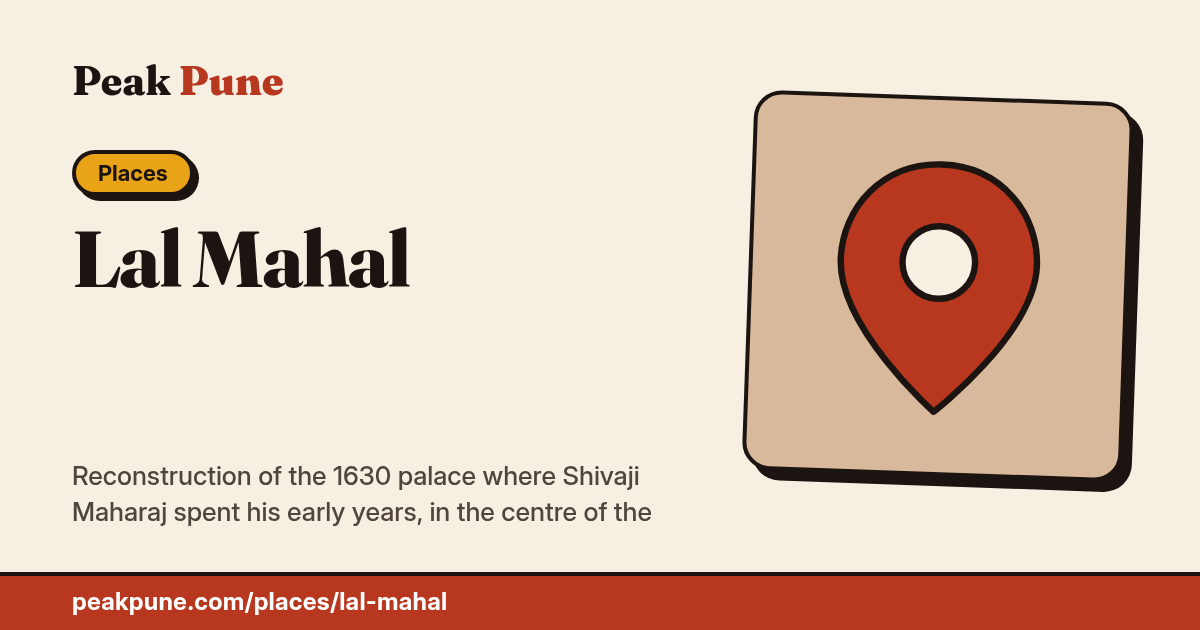 Peak Pune
Places
Lal Mahal
Reconstruction of the 1630 palace where Shivaji
Maharaj spent his early years, in the centre of the
peakpune.com/places/lal-mahal